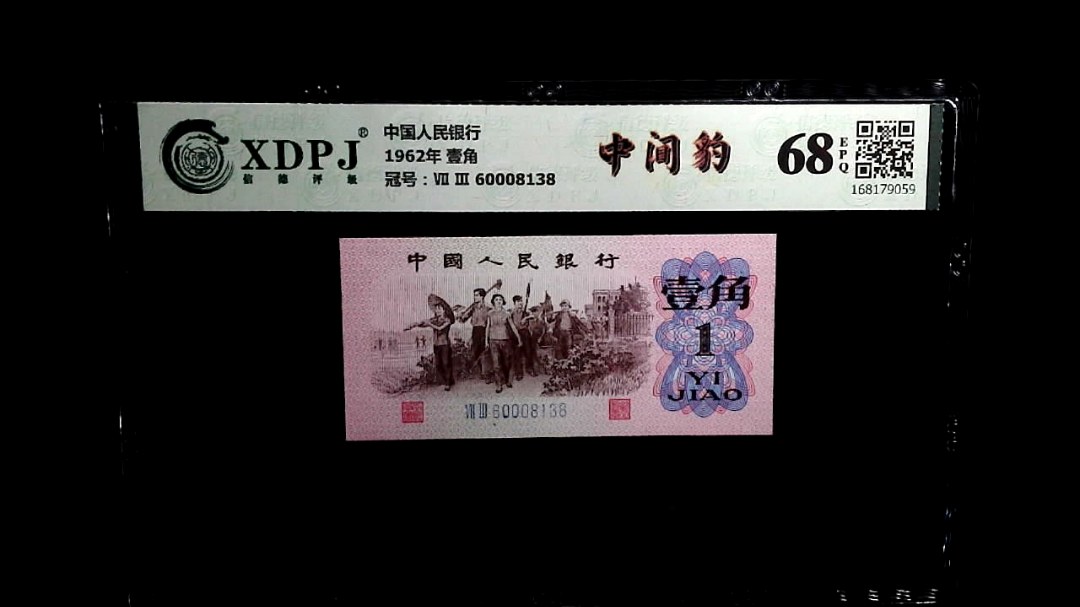 XDPJ®
信德评级
中国人民银行
1962年 壹角
冠号：Ⅶ Ⅲ 60008138
中间豹
68
EPQ
168179059
中國人民銀行
壹角
1
YI
JIAO
Ⅶ Ⅲ 60008138